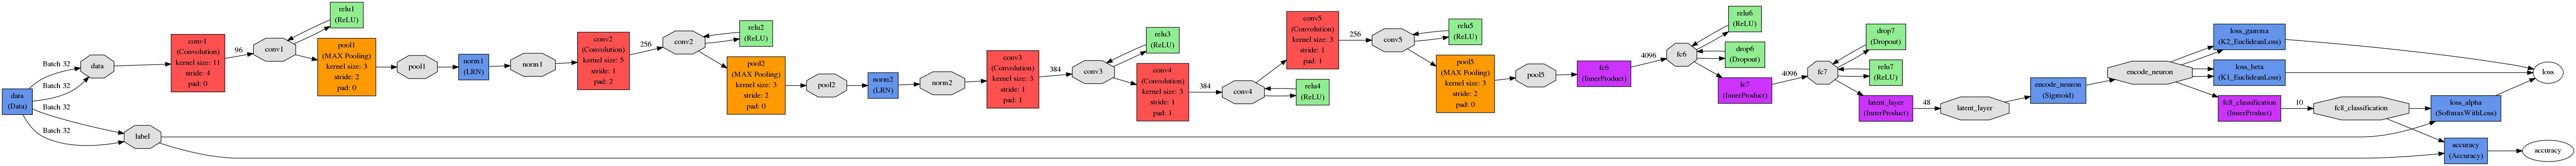 data
(Data)
Batch 32
Batch 32
Batch 32
Batch 32
data
label
conv1
(Convolution)
kernel size: 11
stride: 4
pad: 0
96
conv1
relu1
(ReLU)
pool1
(MAX Pooling)
kernel size: 3
stride: 2
pad: 0
pool1
norm1
(LRN)
norm1
conv2
(Convolution)
kernel size: 5
stride: 1
pad: 2
256
conv2
relu2
(ReLU)
pool2
(MAX Pooling)
kernel size: 3
stride: 2
pad: 0
pool2
norm2
(LRN)
norm2
conv3
(Convolution)
kernel size: 3
stride: 1
pad: 1
384
conv3
relu3
(ReLU)
conv4
(Convolution)
kernel size: 3
stride: 1
pad: 1
384
conv4
relu4
(ReLU)
conv5
(Convolution)
kernel size: 3
stride: 1
pad: 1
256
conv5
relu5
(ReLU)
pool5
(MAX Pooling)
kernel size: 3
stride: 2
pad: 0
pool5
fc6
(InnerProduct)
4096
fc6
relu6
(ReLU)
drop6
(Dropout)
fc7
(InnerProduct)
4096
fc7
drop7
(Dropout)
relu7
(ReLU)
latent_layer
(InnerProduct)
48
latent_layer
encode_neuron
(Sigmoid)
encode_neuron
loss_gamma
(K2_EuclideanLoss)
loss_beta
(K1_EuclideanLoss)
fc8_classification
(InnerProduct)
10
fc8_classification
loss_alpha
(SoftmaxWithLoss)
accuracy
(Accuracy)
loss
accuracy